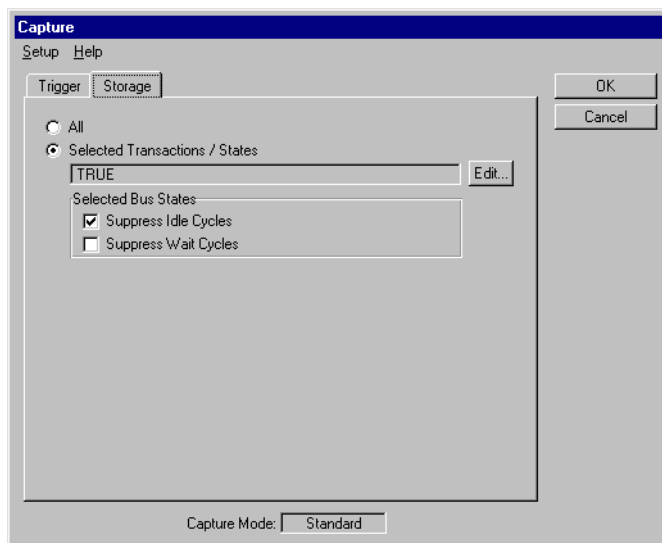 Capture
Setup Help
Trigger Storage
OK
Cancel
All
Selected Transactions / States
TRUE Edit...
Selected Bus States
Suppress Idle Cycles
Suppress Wait Cycles
Capture Mode: Standard